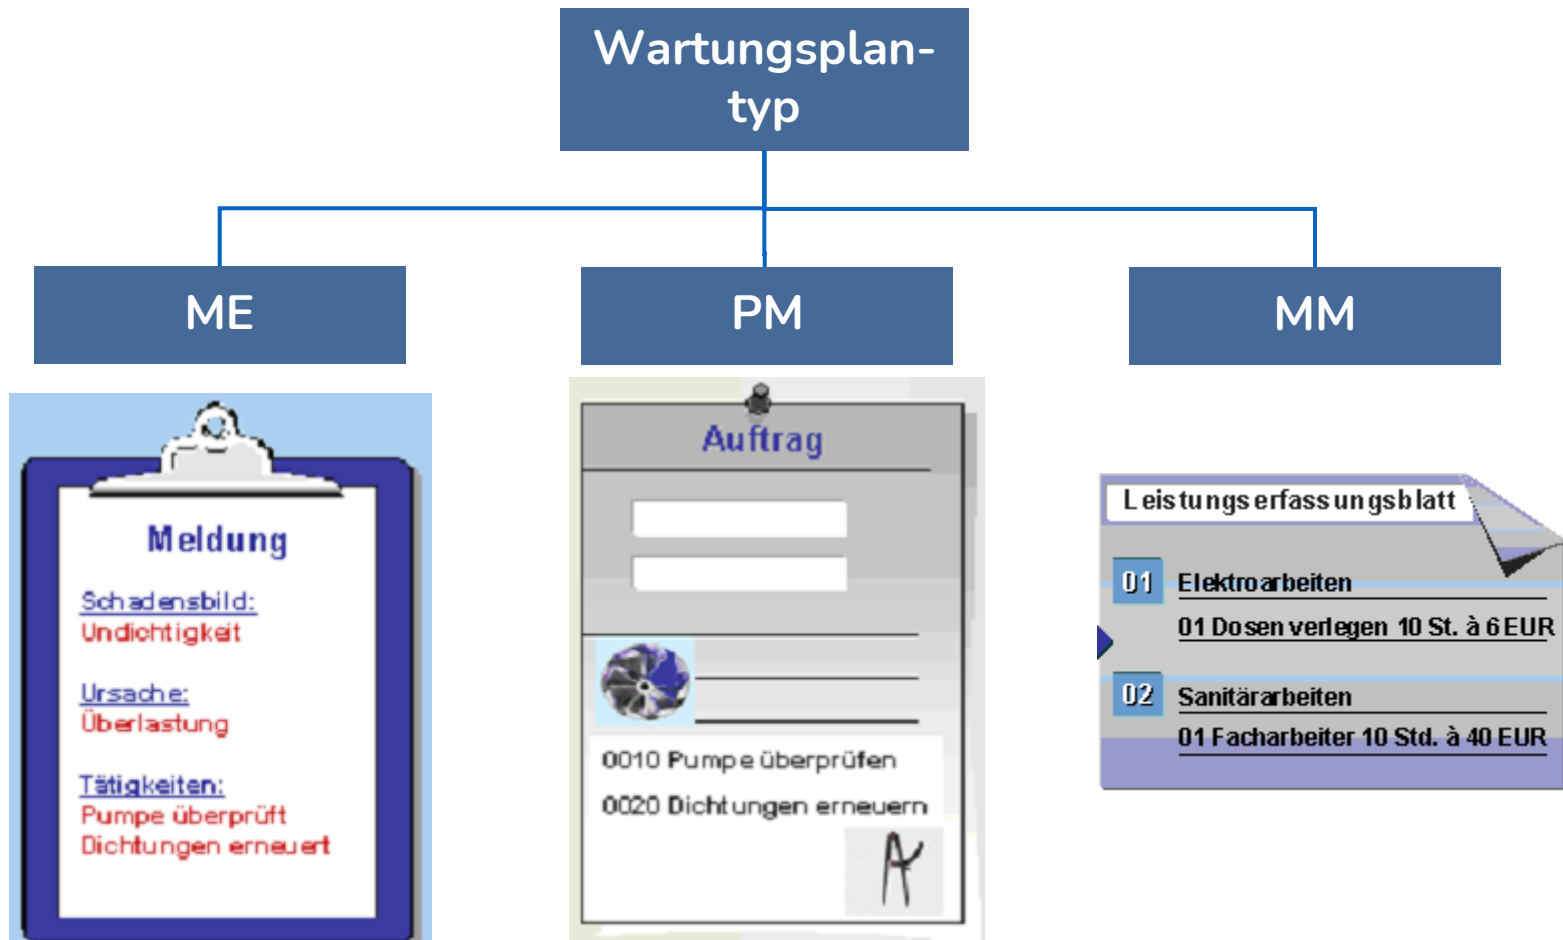 Wartungsplan-
typ
ME
PM
MM
Meldung
Schadensbild:
Undichtigkeit
Ursache:
Überlastung
Tätigkeiten:
Pumpe überprüft
Dichtungen erneuert
Auftrag
0010 Pumpe überprüfen
0020 Dichtungen erneuern
Leistungserfassungsblatt
01 Elektroarbeiten
01 Dosen verlegen 10 St. à 6 EUR
02 Sanitärarbeiten
01 Facharbeiter 10 Std. à 40 EUR